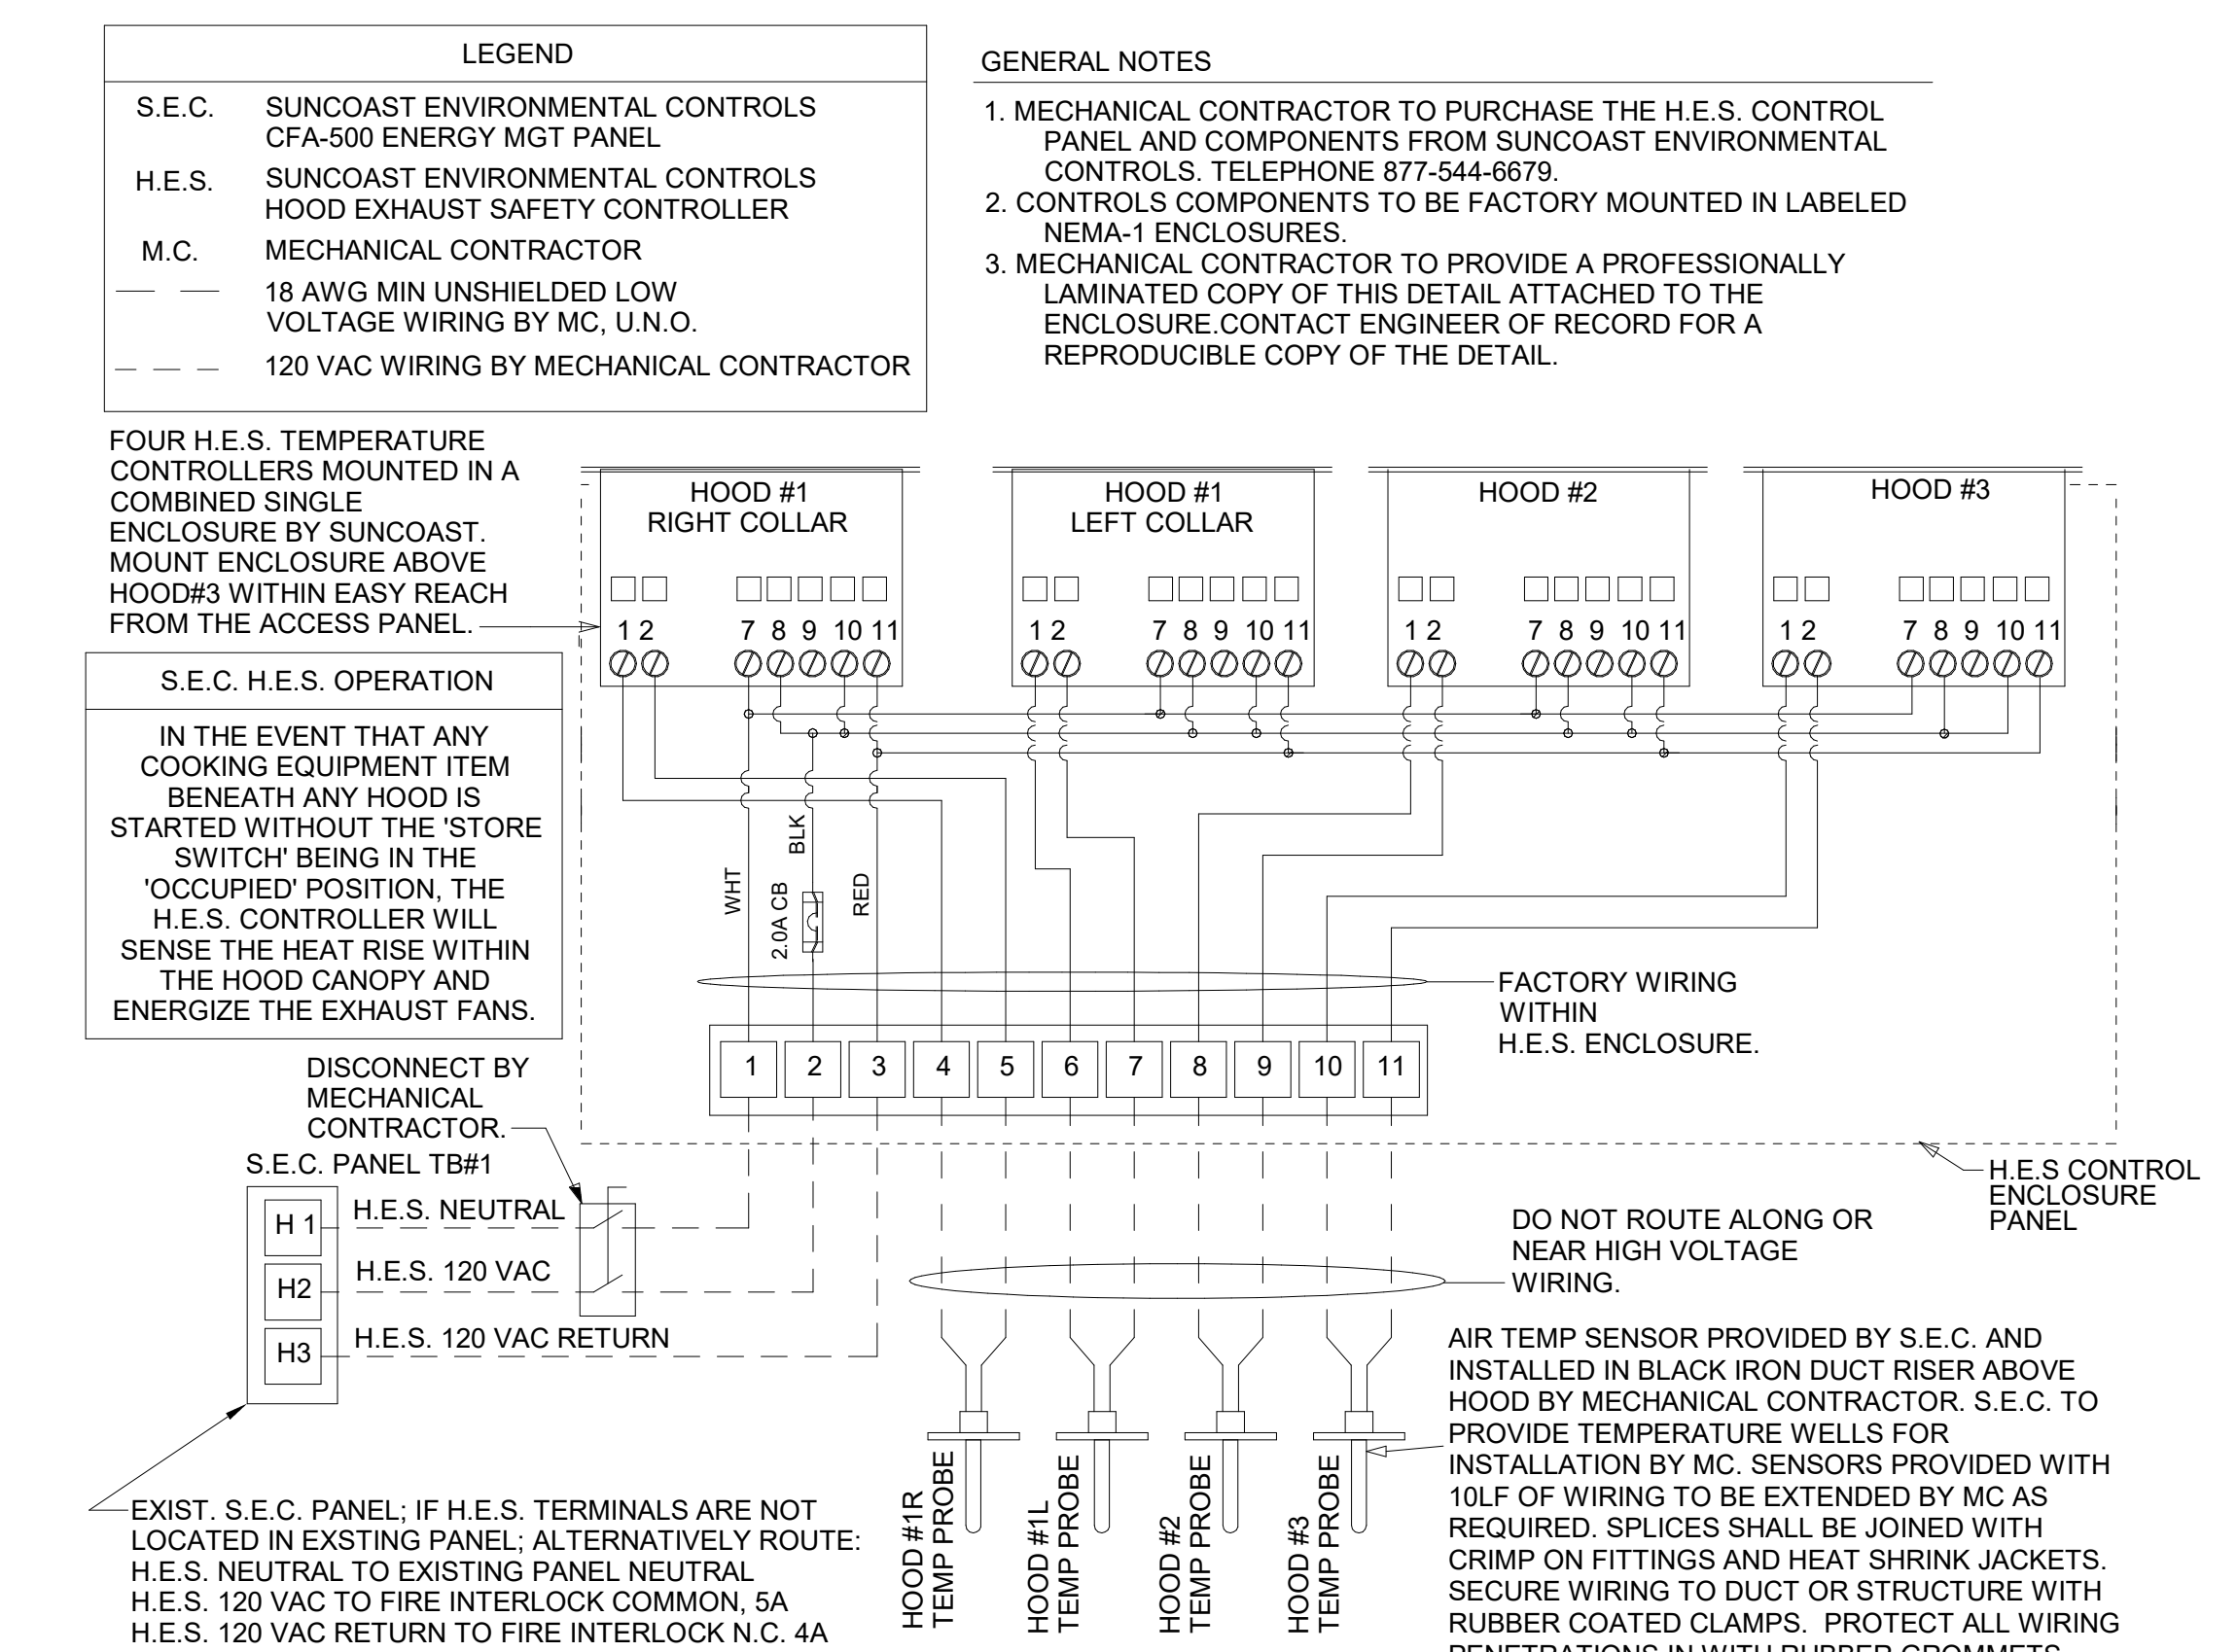 LEGEND
S.E.C. SUNCOAST ENVIRONMENTAL CONTROLS
CFA-500 ENERGY MGT PANEL
H.E.S. SUNCOAST ENVIRONMENTAL CONTROLS
HOOD EXHAUST SAFETY CONTROLLER
M.C. MECHANICAL CONTRACTOR
18 AWG MIN UNSHIELDED LOW
VOLTAGE WIRING BY MC, U.N.O.
120 VAC WIRING BY MECHANICAL CONTRACTOR
GENERAL NOTES
1. MECHANICAL CONTRACTOR TO PURCHASE THE H.E.S. CONTROL
PANEL AND COMPONENTS FROM SUNCOAST ENVIRONMENTAL
CONTROLS. TELEPHONE 877-544-6679.
2. CONTROLS COMPONENTS TO BE FACTORY MOUNTED IN LABELED
NEMA-1 ENCLOSURES.
3. MECHANICAL CONTRACTOR TO PROVIDE A PROFESSIONALLY
LAMINATED COPY OF THIS DETAIL ATTACHED TO THE
ENCLOSURE.CONTACT ENGINEER OF RECORD FOR A
REPRODUCIBLE COPY OF THE DETAIL.
FOUR H.E.S. TEMPERATURE
CONTROLLERS MOUNTED IN A
COMBINED SINGLE
ENCLOSURE BY SUNCOAST.
MOUNT ENCLOSURE ABOVE
HOOD#3 WITHIN EASY REACH
FROM THE ACCESS PANEL.
HOOD #1
RIGHT COLLAR
1 2 7 8 9 10 11
HOOD #1
LEFT COLLAR
1 2 7 8 9 10 11
HOOD #2
1 2 7 8 9 10 11
HOOD #3
1 2 7 8 9 10 11
S.E.C. H.E.S. OPERATION
IN THE EVENT THAT ANY
COOKING EQUIPMENT ITEM
BENEATH ANY HOOD IS
STARTED WITHOUT THE 'STORE
SWITCH' BEING IN THE
'OCCUPIED' POSITION, THE
H.E.S. CONTROLLER WILL
SENSE THE HEAT RISE WITHIN
THE HOOD CANOPY AND
ENERGIZE THE EXHAUST FANS.
WHT
BLK
2.0A CB
RED
FACTORY WIRING
WITHIN
H.E.S. ENCLOSURE.
1 2 3 4 5 6 7 8 9 10 11
DISCONNECT BY
MECHANICAL
CONTRACTOR.
S.E.C. PANEL TB#1
H 1 H.E.S. NEUTRAL
H2 H.E.S. 120 VAC
H3 H.E.S. 120 VAC RETURN
H.E.S CONTROL
ENCLOSURE
PANEL
DO NOT ROUTE ALONG OR
NEAR HIGH VOLTAGE
WIRING.
EXIST. S.E.C. PANEL; IF H.E.S. TERMINALS ARE NOT
LOCATED IN EXSTING PANEL; ALTERNATIVELY ROUTE:
H.E.S. NEUTRAL TO EXISTING PANEL NEUTRAL
H.E.S. 120 VAC TO FIRE INTERLOCK COMMON, 5A
H.E.S. 120 VAC RETURN TO FIRE INTERLOCK N.C. 4A
HOOD #1R
TEMP PROBE
HOOD #1L
TEMP PROBE
HOOD #2
TEMP PROBE
HOOD #3
TEMP PROBE
AIR TEMP SENSOR PROVIDED BY S.E.C. AND
INSTALLED IN BLACK IRON DUCT RISER ABOVE
HOOD BY MECHANICAL CONTRACTOR. S.E.C. TO
PROVIDE TEMPERATURE WELLS FOR
INSTALLATION BY MC. SENSORS PROVIDED WITH
10LF OF WIRING TO BE EXTENDED BY MC AS
REQUIRED. SPLICES SHALL BE JOINED WITH
CRIMP ON FITTINGS AND HEAT SHRINK JACKETS.
SECURE WIRING TO DUCT OR STRUCTURE WITH
RUBBER COATED CLAMPS. PROTECT ALL WIRING
PENETRATIONS IN WITH RUBBER GROMMETS